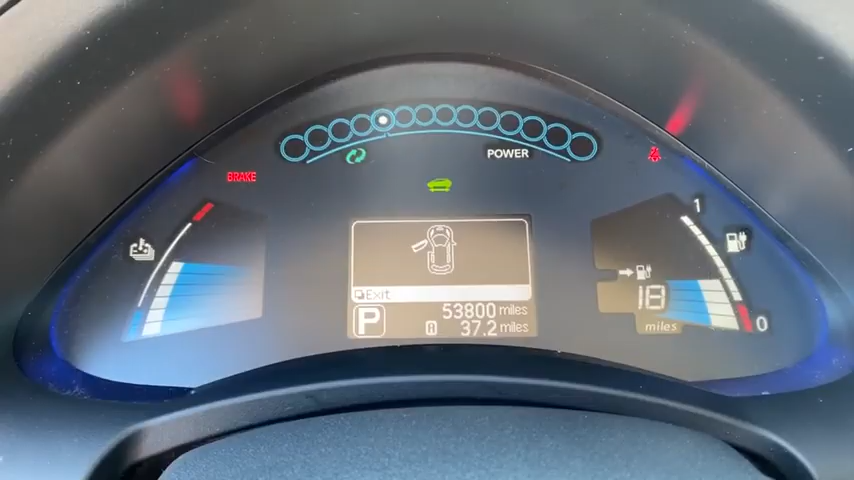 BRAKE
POWER
1
Exit
53800 miles
P
A 37.2 miles
18
miles
0